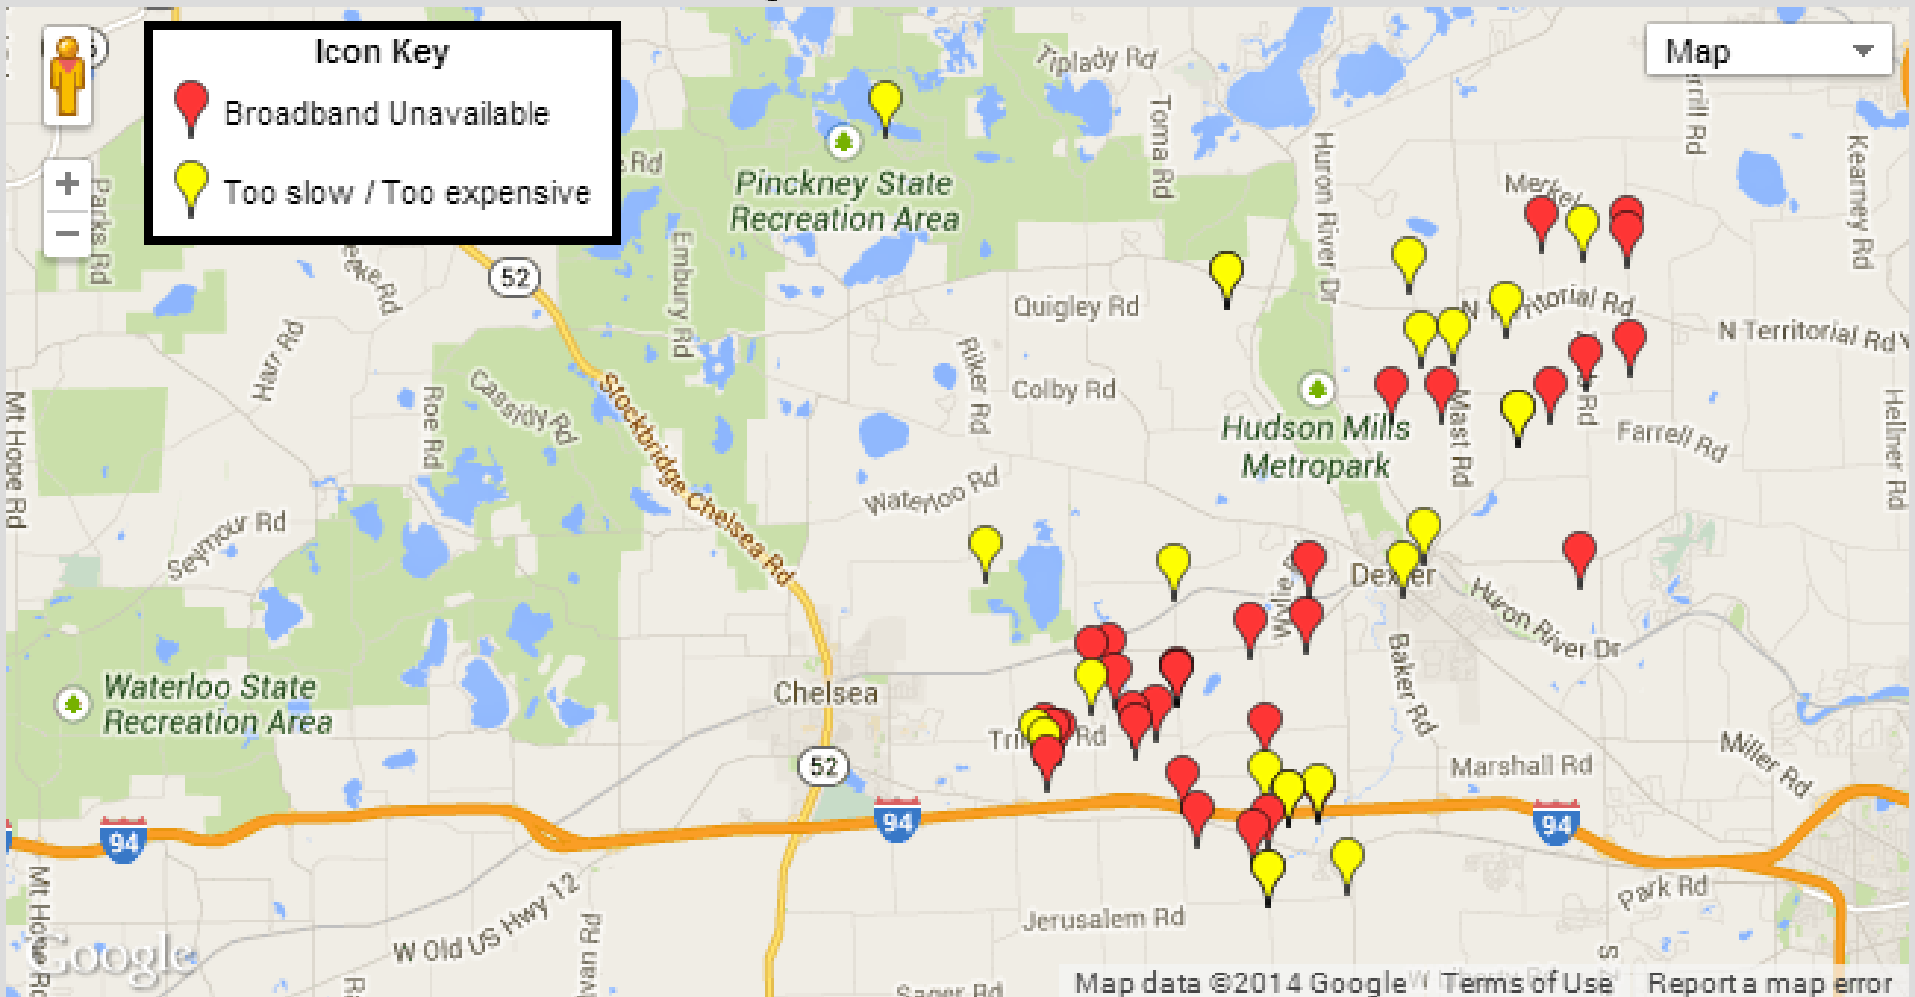 Icon Key
Broadband Unavailable
Too slow / Too expensive
Map
Tiplady Rd
Toma Rd
Huron River Dr
Kearney Rd
Merkel
Parks Rd
Rd
Pinckney State
Recreation Area
52
Embury Rd
Quigley Rd
N Territorial Rd
Harr Rd
Riker Rd
Colby Rd
Cassidy Rd
Roe Rd
Stockbridge Chelsea Rd
Mt Hope Rd
Hudson Mills
Metropark
Mast Rd
Rd
Farrell Rd
Hellner Rd
Waterloo Rd
Seymour Rd
Dexter
Huron River Dr
Baker Rd
Waterloo State
Recreation Area
Chelsea
Rd
52
Marshall Rd
Miller Rd
94
94
94
Mt Hope Rd
W Old US Hwy 12
Park Rd
Jerusalem Rd
Google
Map data ©2014 Google
Terms of Use
Report a map error